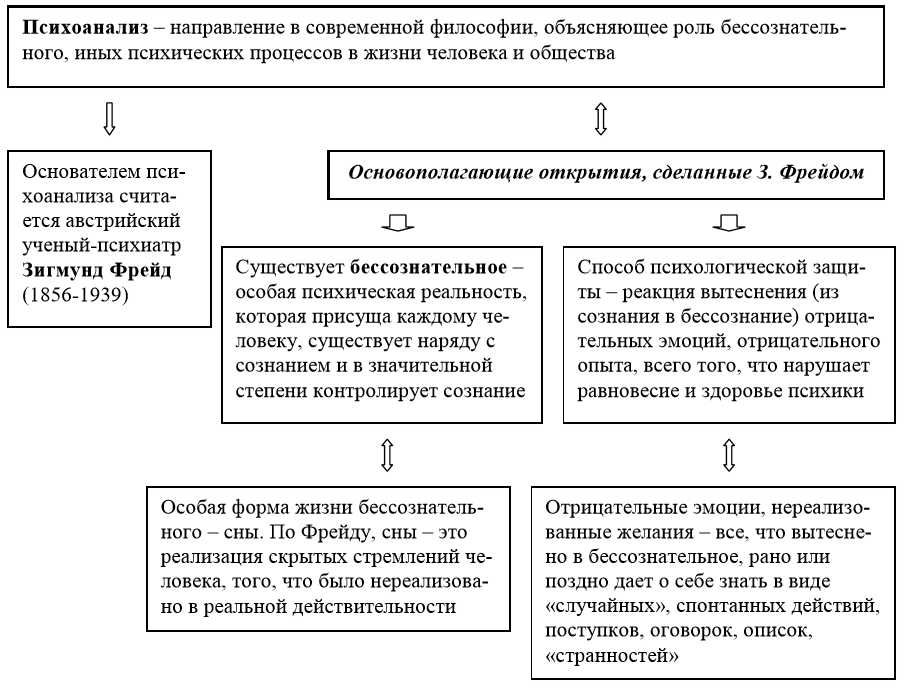 Психоанализ – направление в современной философии, объясняющее роль бессознатель-
ного, иных психических процессов в жизни человека и общества
Основателем пси-
хоанализа счита-
ется австрийский
ученый-психиатр
Зигмунд Фрейд
(1856-1939)
Основополагающие открытия, сделанные З. Фрейдом
Существует бессознательное –
особая психическая реальность,
которая присуща каждому че-
ловеку, существует наряду с
сознанием и в значительной
степени контролирует сознание
Способ психологической защи-
ты – реакция вытеснения (из
сознания в бессознание) отрица-
тельных эмоций, отрицательного
опыта, всего того, что нарушает
равновесие и здоровье психики
Особая форма жизни бессознатель-
ного – сны. По Фрейду, сны – это
реализация скрытых стремлений че-
ловека, того, что было нереализова-
но в реальной действительности
Отрицательные эмоции, нереализо-
ванные желания – все, что вытесне-
но в бессознательное, рано или
поздно дает о себе знать в виде
«случайных», спонтанных действий,
поступков, оговорок, описок,
«странностей»